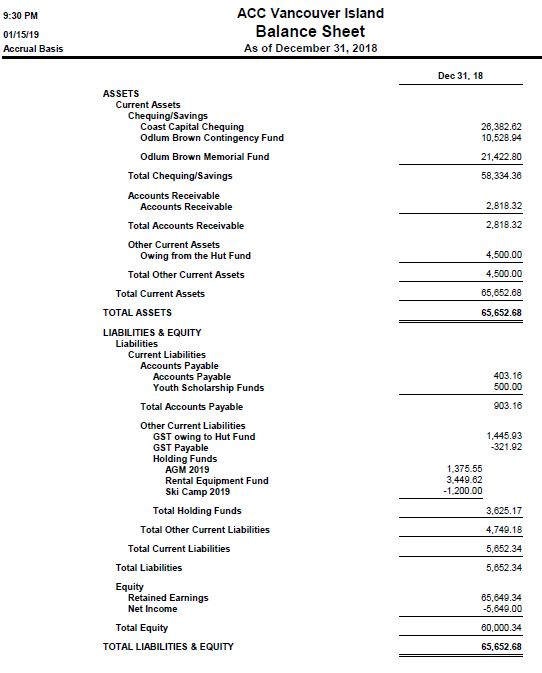 9:30 PM
ACC Vancouver Island
01/15/19
Balance Sheet
Accrual Basis
As of December 31, 2018
Dec 31, 18
ASSETS
Current Assets
Chequing/Savings
Coast Capital Chequing 26,382.62
Odlum Brown Contingency Fund 10,528.94
Odlum Brown Memorial Fund 21,422.80
Total Chequing/Savings 58,334.36
Accounts Receivable
Accounts Receivable 2,818.32
Total Accounts Receivable 2,818.32
Other Current Assets
Owing from the Hut Fund 4,500.00
Total Other Current Assets 4,500.00
Total Current Assets 65,652.68
TOTAL ASSETS 65,652.68
LIABILITIES & EQUITY
Liabilities
Current Liabilities
Accounts Payable
Accounts Payable 403.16
Youth Scholarship Funds 500.00
Total Accounts Payable 903.16
Other Current Liabilities
GST owing to Hut Fund 1,445.93
GST Payable -321.92
Holding Funds
AGM 2019 1,375.55
Rental Equipment Fund 3,449.62
Ski Camp 2019 -1,200.00
Total Holding Funds 3,625.17
Total Other Current Liabilities 4,749.18
Total Current Liabilities 5,652.34
Total Liabilities 5,652.34
Equity
Retained Earnings 65,649.34
Net Income -5,649.00
Total Equity 60,000.34
TOTAL LIABILITIES & EQUITY 65,652.68